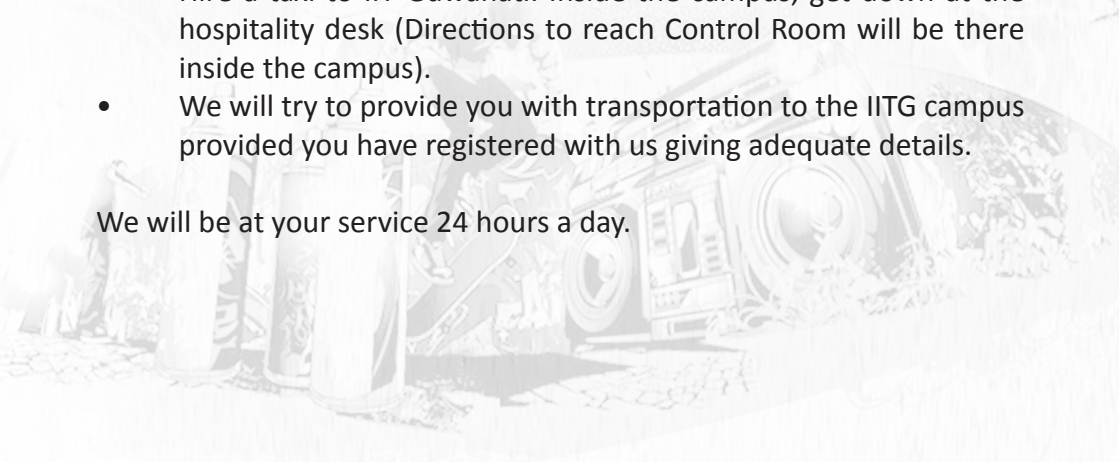 hospitality desk (Directions to reach Control Room will be there
inside the campus).
• We will try to provide you with transportation to the IITG campus
provided you have registered with us giving adequate details.
We will be at your service 24 hours a day.